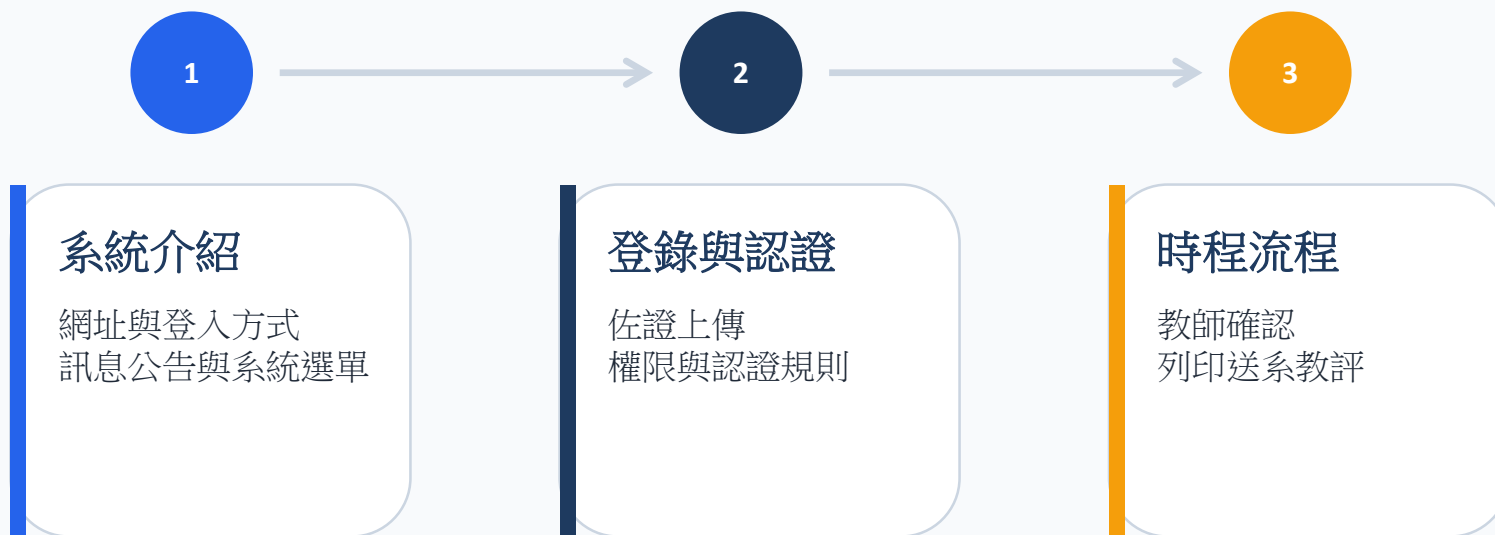 1
2
3
系統介紹
網址與登入方式
訊息公告與系統選單
登錄與認證
佐證上傳
權限與認證規則
時程流程
教師確認
列印送系教評